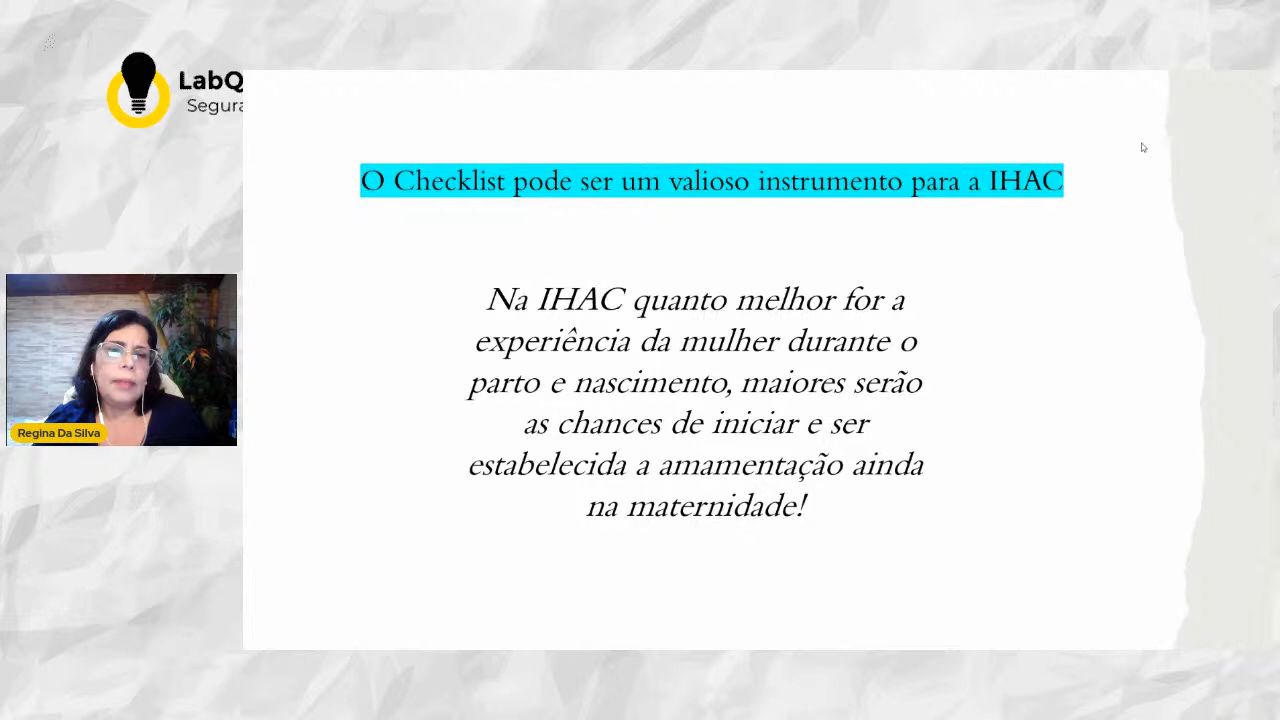 LabQ
Segura
O Checklist pode ser um valioso instrumento para a IHAC
Na IHAC quanto melhor for a
experiência da mulher durante o
parto e nascimento, maiores serão
as chances de iniciar e ser
estabelecida a amamentação ainda
na maternidade!
Regina Da Silva